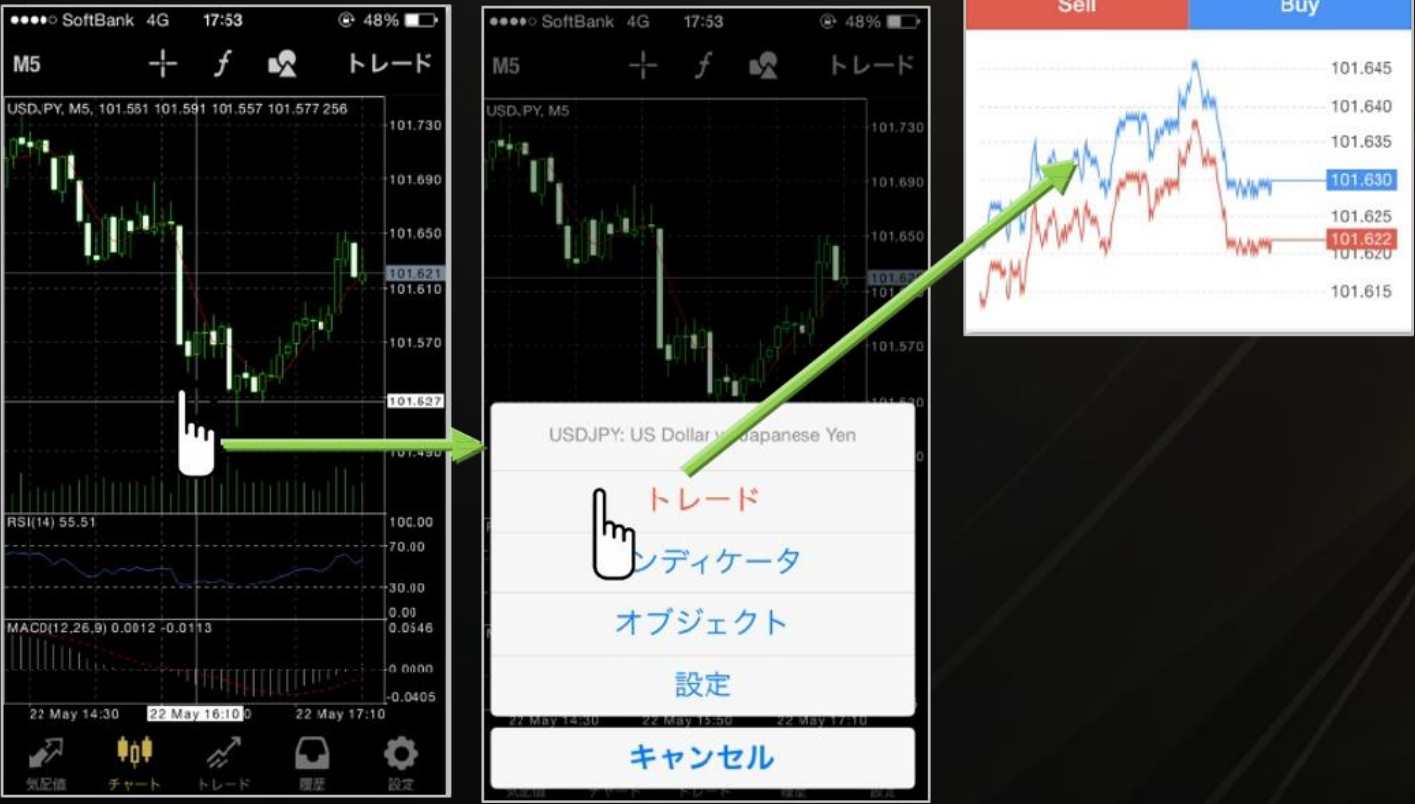 SoftBank 4G 17:53 48%
M5 f トレード
USDJPY, M5, 101.561 101.591 101.557 101.577 256
101.730
101.690
101.650
101.621
101.610
101.570
101.527
101.490
RSI(14) 55.51
100.00
70.00
30.00
0.00
MACD(12,26,9) 0.0012 -0.0113
0.0546
0.0000
-0.0405
22 May 14:30 22 May 16:10 22 May 17:10
気配値 チャート トレード 履歴 設定
SoftBank 4G 17:53 48%
M5 f トレード
USDJPY, M5
101.730
101.690
101.650
101.570
101.530
USDJPY: US Dollar vs Japanese Yen
トレード
ンディケータ
オブジェクト
設定
22 May 14:30 22 May 15:50 22 May 17:10
キャンセル
Sell Buy
101.645
101.640
101.635
101.630
101.625
101.622
101.620
101.615